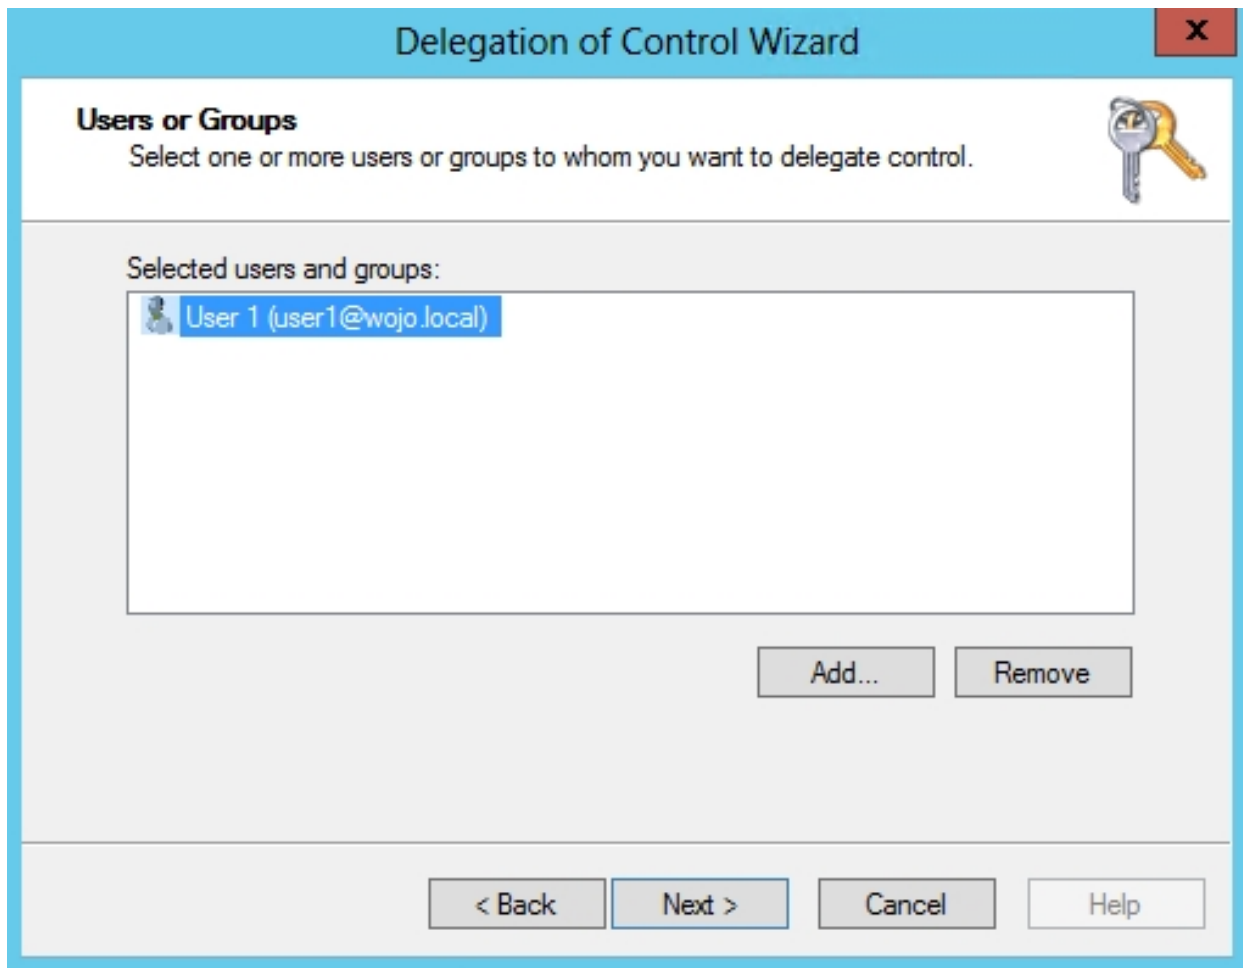 Delegation of Control Wizard
x
Users or Groups
Select one or more users or groups to whom you want to delegate control.
Selected users and groups:
User 1 (user1@wojo.local)
Add...
Remove
< Back
Next >
Cancel
Help